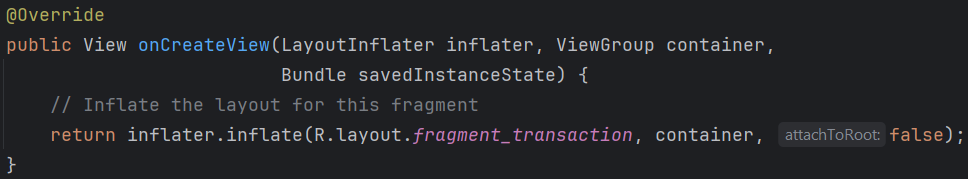 @Override
public View onCreateView(LayoutInflater inflater, ViewGroup container,
Bundle savedInstanceState) {
// Inflate the layout for this fragment
return inflater.inflate(R.layout.fragment_transaction, container, attachToRoot: false);
}